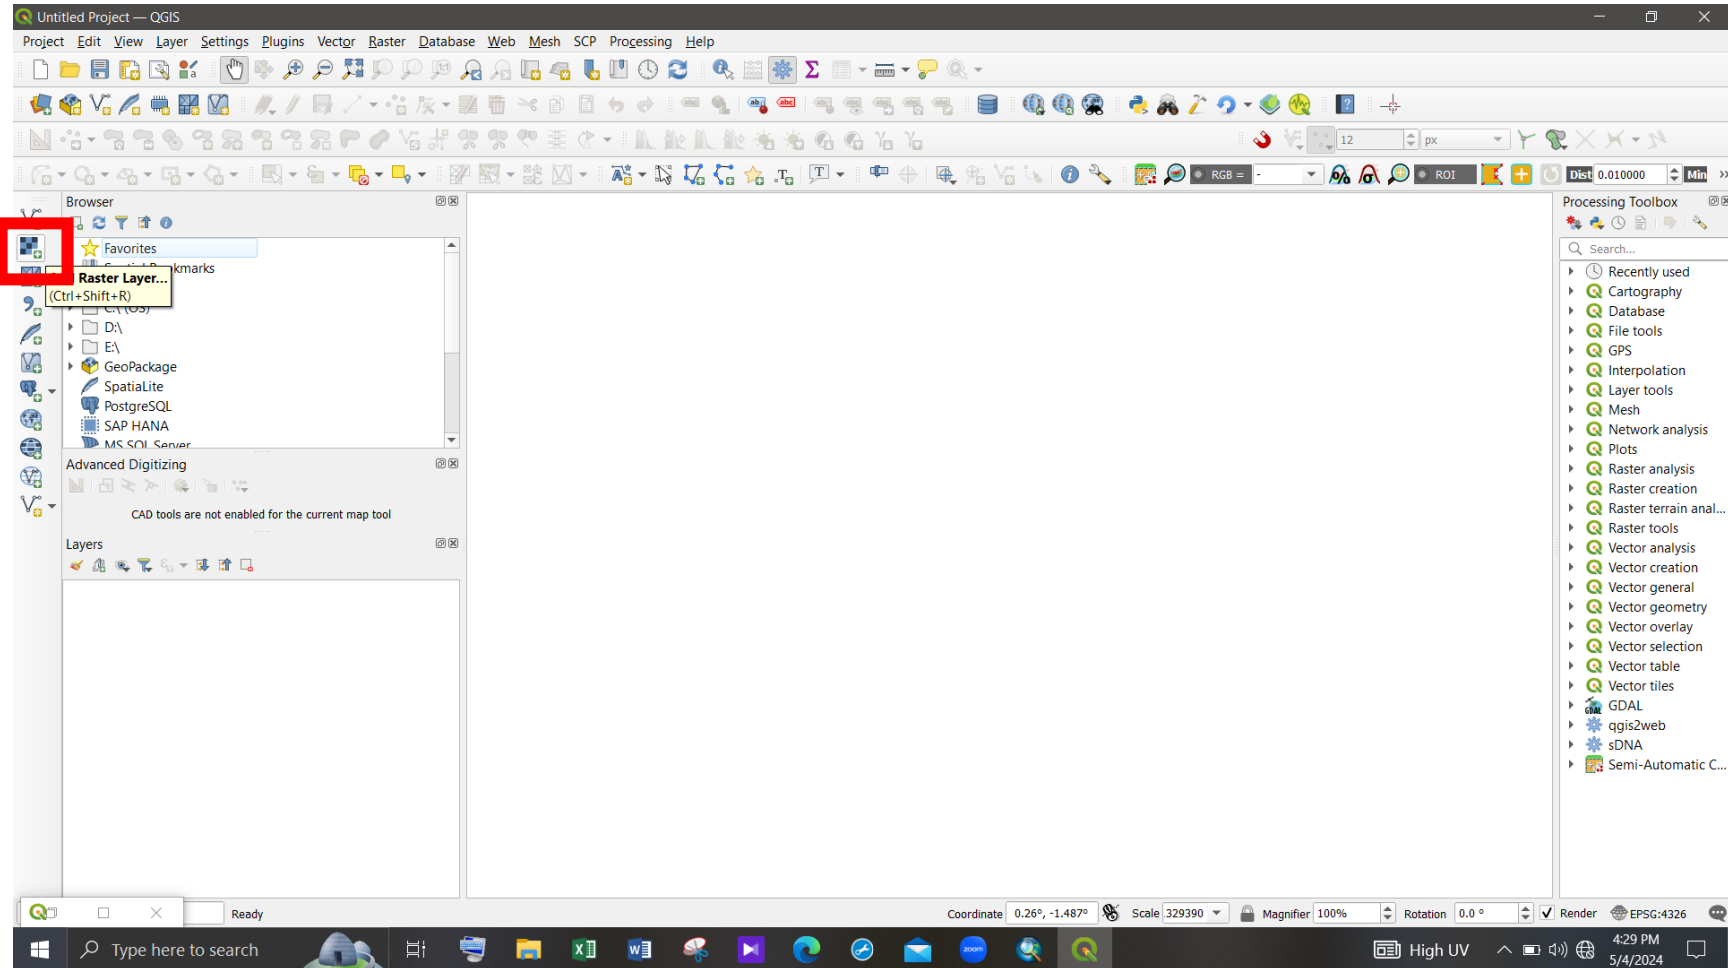 Untitled Project — QGIS
Project Edit View Layer Settings Plugins Vector Raster Database Web Mesh SCP Processing Help
12 px
RGB = - ROI Dist 0.010000 Min
Browser
Favorites
Raster Layer...
(Ctrl+Shift+R)
D:\
E:\
GeoPackage
SpatiaLite
PostgreSQL
SAP HANA
MS SQL Server
Advanced Digitizing
CAD tools are not enabled for the current map tool
Layers
Processing Toolbox
Search...
Recently used
Cartography
Database
File tools
GPS
Interpolation
Layer tools
Mesh
Network analysis
Plots
Raster analysis
Raster creation
Raster terrain anal...
Raster tools
Vector analysis
Vector creation
Vector general
Vector geometry
Vector overlay
Vector selection
Vector table
Vector tiles
GDAL
qgis2web
sDNA
Semi-Automatic C...
Ready Coordinate 0.26°, -1.487° Scale 329390 Magnifier 100% Rotation 0.0 ° Render EPSG:4326
Type here to search zoom High UV 4:29 PM
5/4/2024